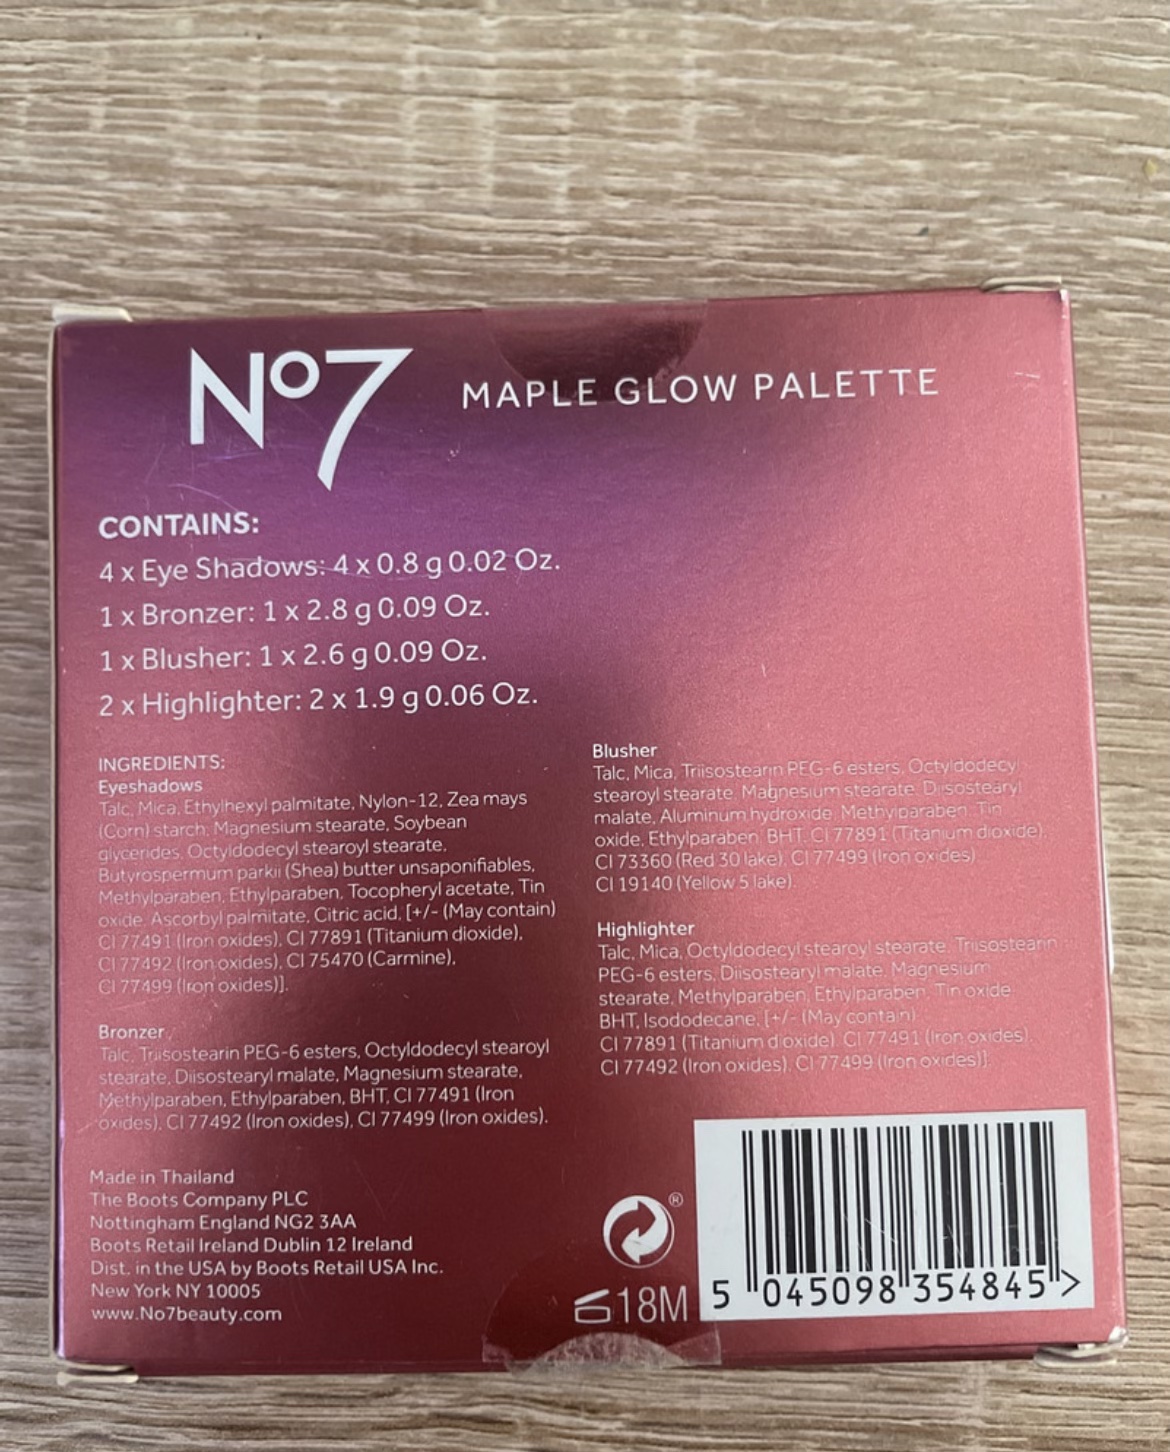 No7 MAPLE GLOW PALETTE
CONTAINS:
4 x Eye Shadows: 4 x 0.8 g 0.02 Oz.
1 x Bronzer: 1 x 2.8 g 0.09 Oz.
1 x Blusher: 1 x 2.6 g 0.09 Oz.
2 x Highlighter: 2 x 1.9 g 0.06 Oz.
INGREDIENTS:
Eyeshadows
Talc, Mica, Ethylhexyl palmitate, Nylon-12, Zea mays
(Corn) starch, Magnesium stearate, Soybean
glycerides, Octyldodecyl stearoyl stearate,
Butyrospermum parkii (Shea) butter unsaponifiables,
Methylparaben, Ethylparaben, Tocopheryl acetate, Tin
oxide, Ascorbyl palmitate, Citric acid, [+/- (May contain)
CI 77491 (Iron oxides), CI 77891 (Titanium dioxide),
CI 77492 (Iron oxides), CI 75470 (Carmine),
CI 77499 (Iron oxides)].
Bronzer
Talc, Triisostearin PEG-6 esters, Octyldodecyl stearoyl
stearate, Diisostearyl malate, Magnesium stearate,
Methylparaben, Ethylparaben, BHT, CI 77491 (Iron
oxides), CI 77492 (Iron oxides), CI 77499 (Iron oxides).
Blusher
Talc, Mica, Triisostearin PEG-6 esters, Octyldodecyl
stearoyl stearate, Magnesium stearate, Diisostearyl
malate, Aluminum hydroxide, Methylparaben, Tin
oxide, Ethylparaben, BHT, CI 77891 (Titanium dioxide),
CI 73360 (Red 30 lake), CI 77499 (Iron oxides)
CI 19140 (Yellow 5 lake).
Highlighter
Talc, Mica, Octyldodecyl stearoyl stearate, Triisostearin
PEG-6 esters, Diisostearyl malate, Magnesium
stearate, Methylparaben, Ethylparaben, Tin oxide
BHT, Isododecane, [+/- (May contain)
CI 77891 (Titanium dioxide) CI 77491 (Iron oxides),
CI 77492 (Iron oxides), CI 77499 (Iron oxides)].
Made in Thailand
The Boots Company PLC
Nottingham England NG2 3AA
Boots Retail Ireland Dublin 12 Ireland
Dist. in the USA by Boots Retail USA Inc.
New York NY 10005
www.No7beauty.com
®
18M
5 045098 354845 >